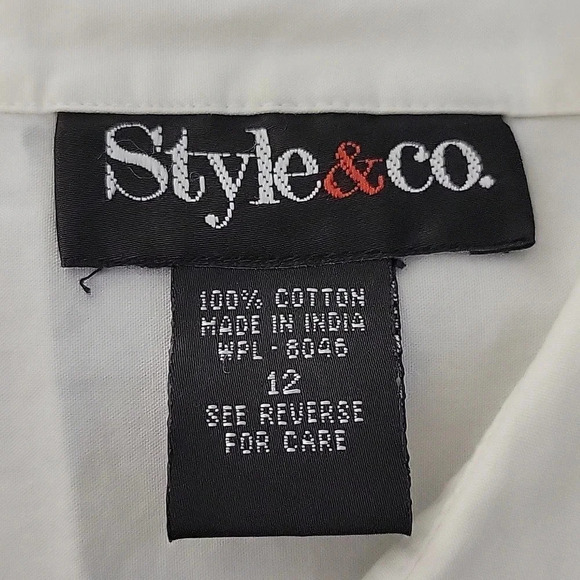 Style&co.
100% COTTON
MADE IN INDIA
WPL - 8046
12
SEE REVERSE
FOR CARE